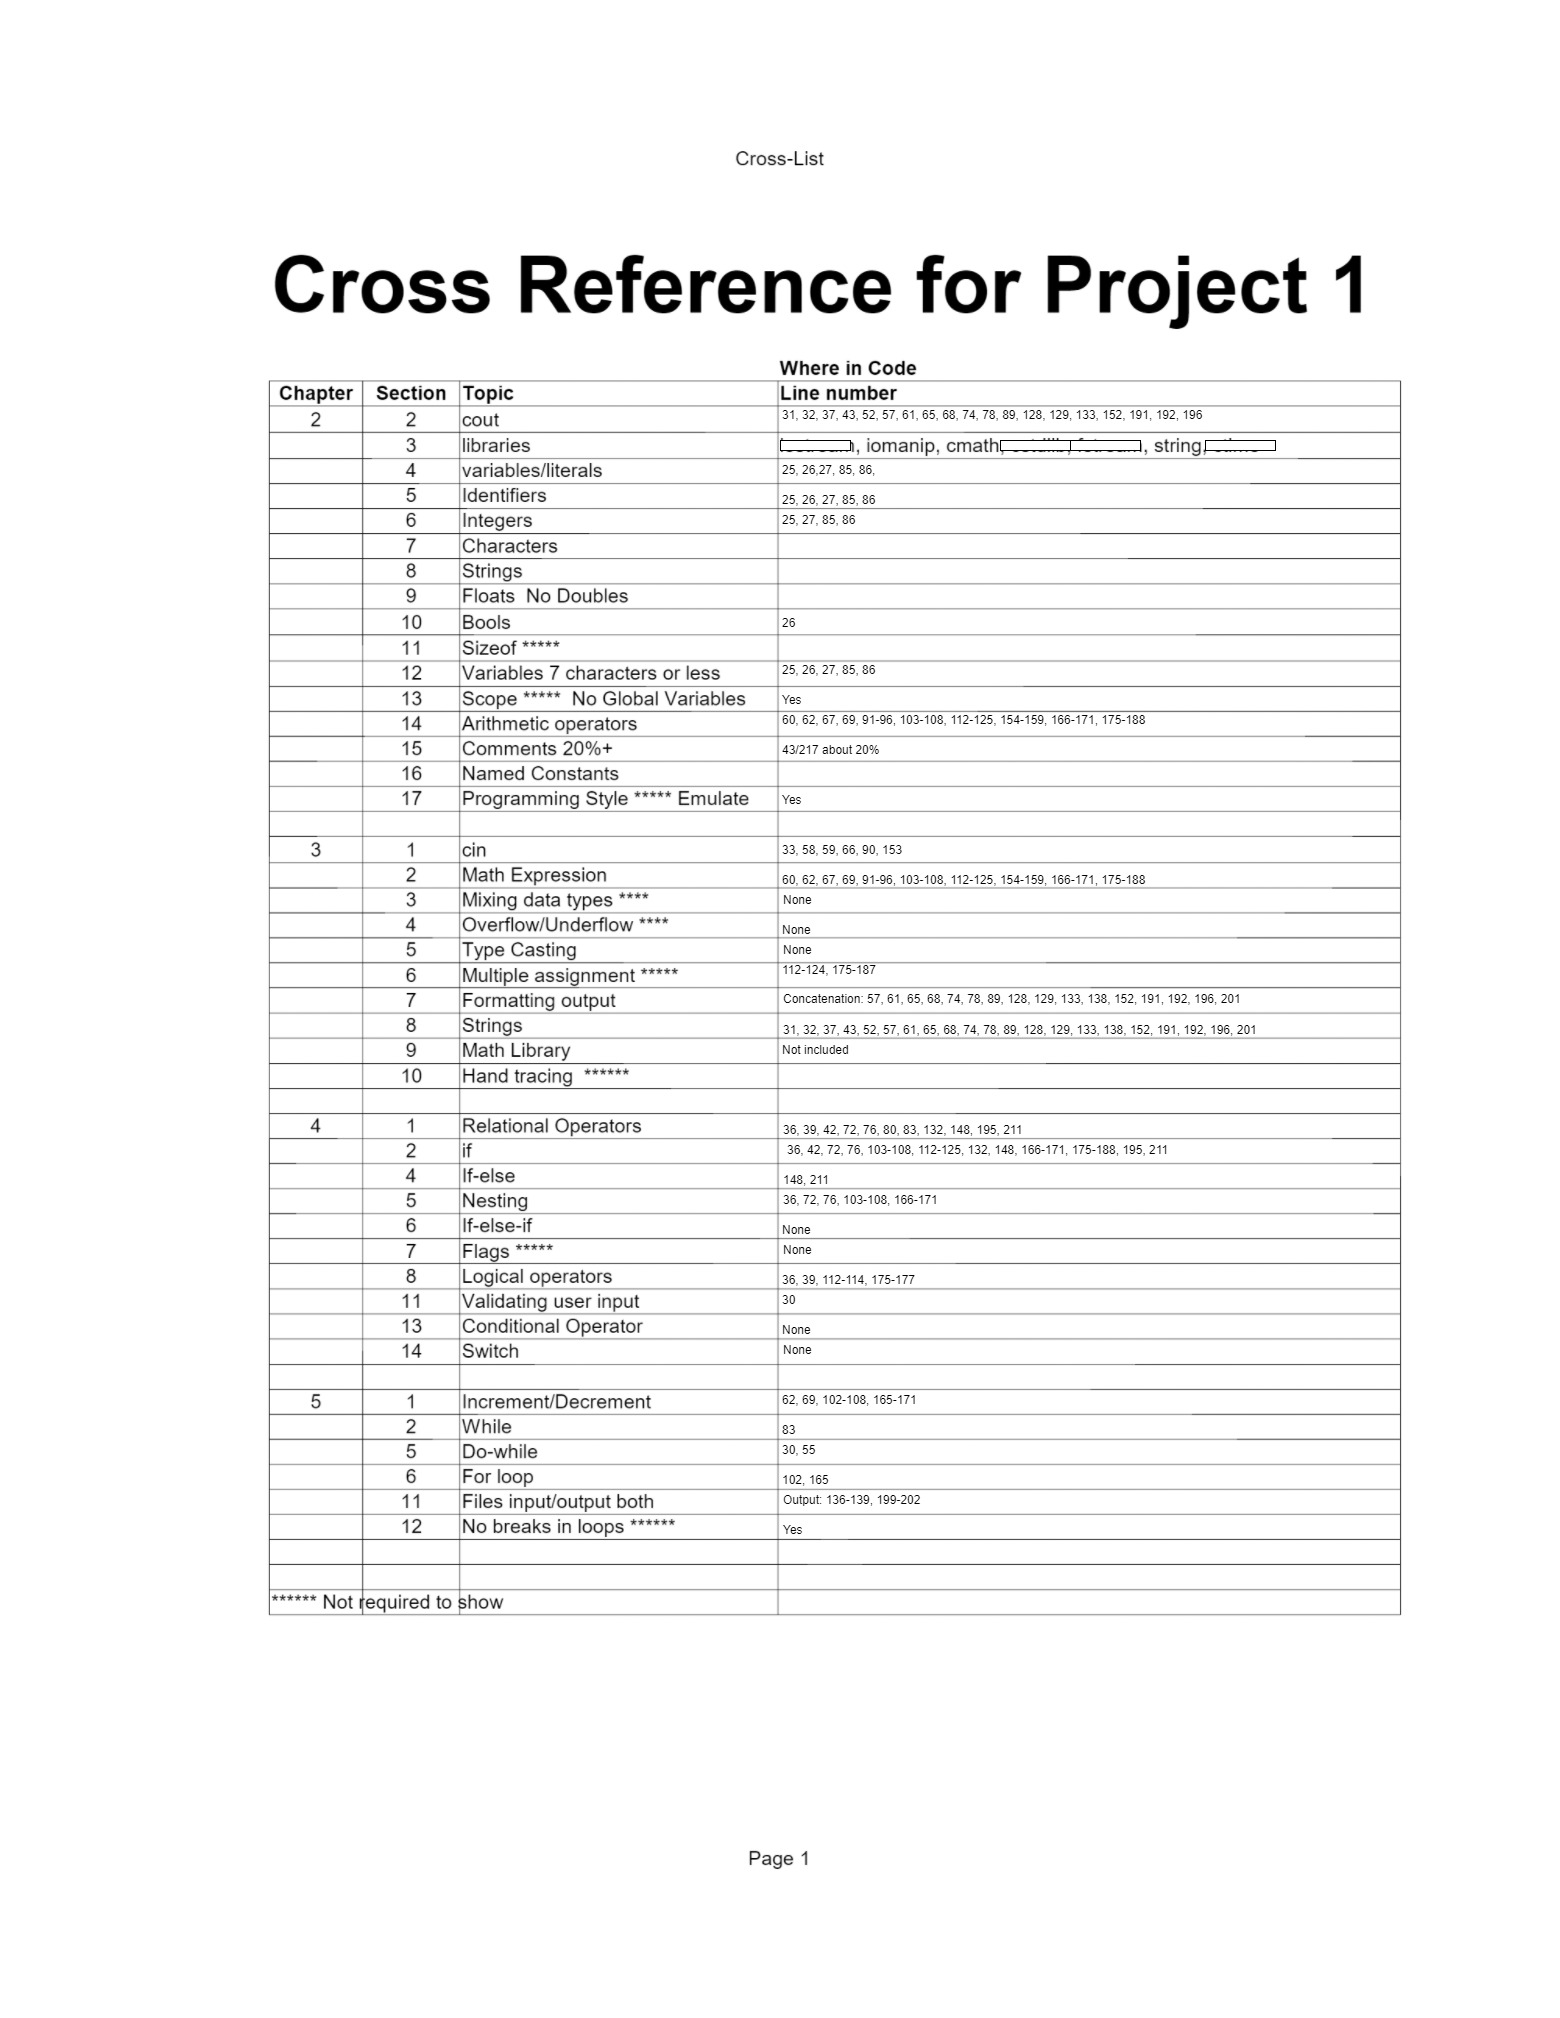 Cross-List
Cross Reference for Project 1
Where in Code
Chapter Section Topic Line number
2 2 cout 31, 32, 37, 43, 52, 57, 61, 65, 68, 74, 78, 89, 128, 129, 133, 152, 191, 192, 196
3 libraries , iomanip, cmath, , string,
4 variables/literals 25, 26,27, 85, 86,
5 Identifiers 25, 26, 27, 85, 86
6 Integers 25, 27, 85, 86
7 Characters
8 Strings
9 Floats No Doubles
10 Bools 26
11 Sizeof *****
12 Variables 7 characters or less 25, 26, 27, 85, 86
13 Scope ***** No Global Variables Yes
14 Arithmetic operators 60, 62, 67, 69, 91-96, 103-108, 112-125, 154-159, 166-171, 175-188
15 Comments 20%+ 43/217 about 20%
16 Named Constants
17 Programming Style ***** Emulate Yes
3 1 cin 33, 58, 59, 66, 90, 153
2 Math Expression 60, 62, 67, 69, 91-96, 103-108, 112-125, 154-159, 166-171, 175-188
3 Mixing data types **** None
4 Overflow/Underflow **** None
5 Type Casting None
6 Multiple assignment ***** 112-124, 175-187
7 Formatting output Concatenation: 57, 61, 65, 68, 74, 78, 89, 128, 129, 133, 138, 152, 191, 192, 196, 201
8 Strings 31, 32, 37, 43, 52, 57, 61, 65, 68, 74, 78, 89, 128, 129, 133, 138, 152, 191, 192, 196, 201
9 Math Library Not included
10 Hand tracing ******
4 1 Relational Operators 36, 39, 42, 72, 76, 80, 83, 132, 148, 195, 211
2 if 36, 42, 72, 76, 103-108, 112-125, 132, 148, 166-171, 175-188, 195, 211
4 If-else 148, 211
5 Nesting 36, 72, 76, 103-108, 166-171
6 If-else-if None
7 Flags ***** None
8 Logical operators 36, 39, 112-114, 175-177
11 Validating user input 30
13 Conditional Operator None
14 Switch None
5 1 Increment/Decrement 62, 69, 102-108, 165-171
2 While 83
5 Do-while 30, 55
6 For loop 102, 165
11 Files input/output both Output: 136-139, 199-202
12 No breaks in loops ****** Yes
****** Not required to show
Page 1